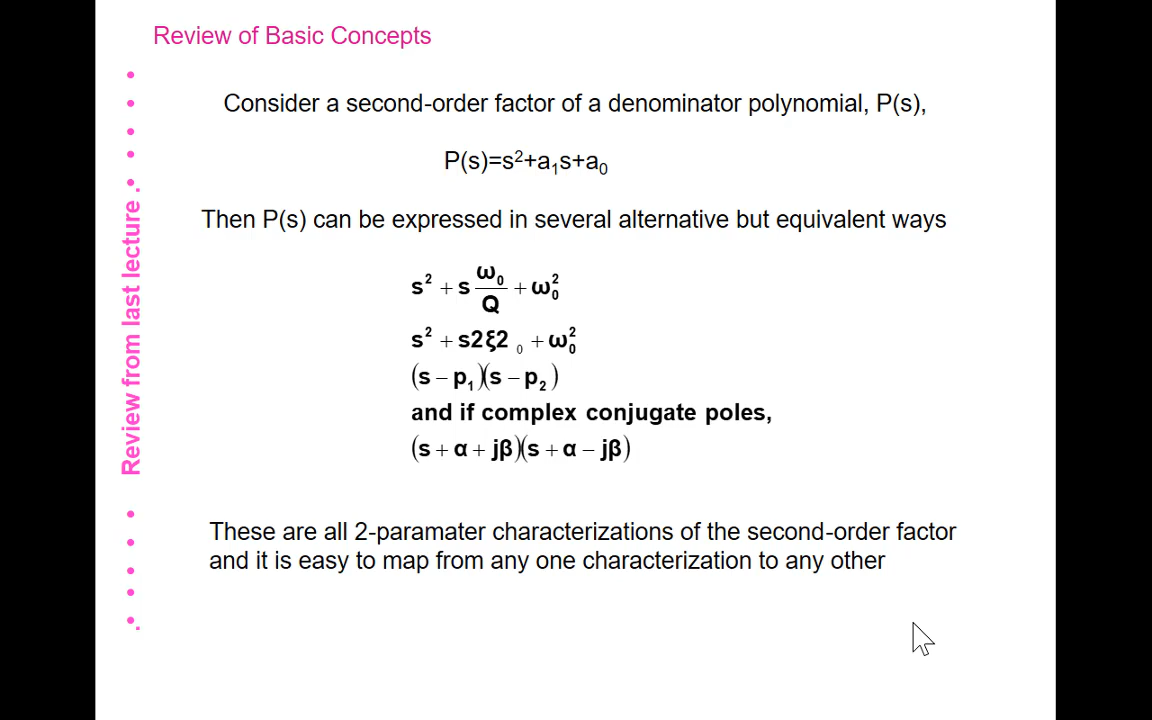 Review of Basic Concepts
Review from last lecture
Consider a second-order factor of a denominator polynomial, P(s),
P(s)=s²+a₁s+a₀
Then P(s) can be expressed in several alternative but equivalent ways
s² + s ω₀/Q + ω₀²
s² + s2ξ2 ₀ + ω₀²
(s − p₁)(s − p₂)
and if complex conjugate poles,
(s + α + jβ)(s + α − jβ)
These are all 2-paramater characterizations of the second-order factor
and it is easy to map from any one characterization to any other